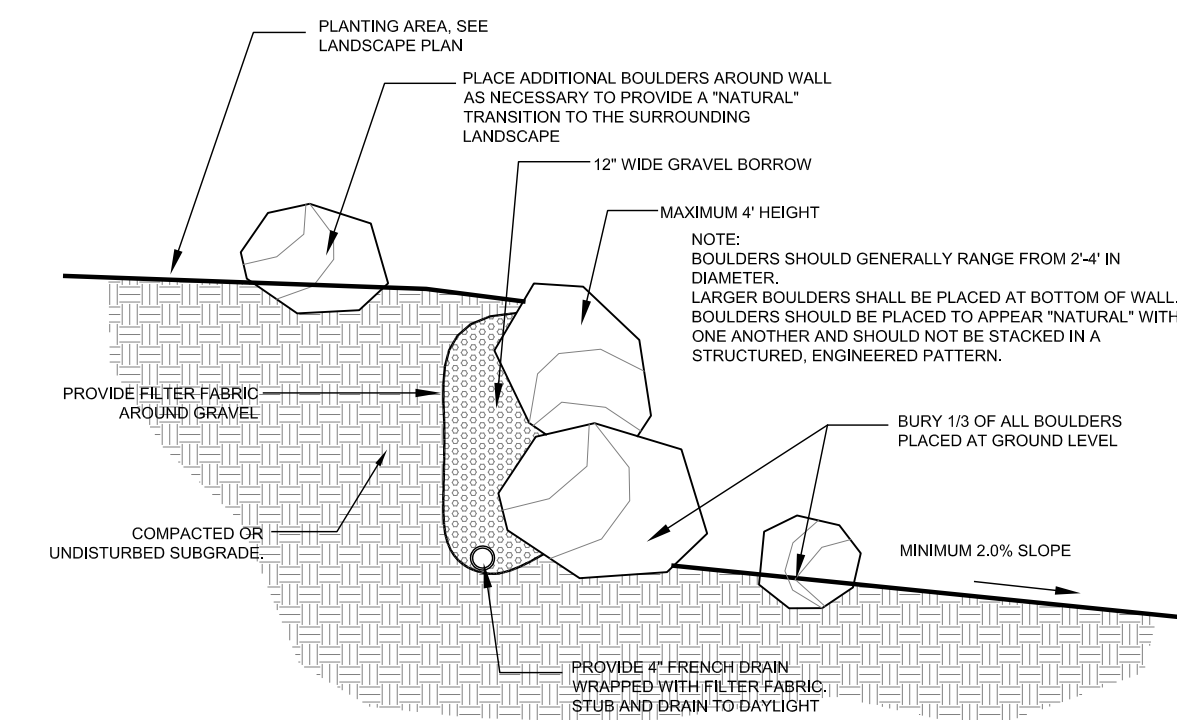 PLANTING AREA, SEE
LANDSCAPE PLAN
PLACE ADDITIONAL BOULDERS AROUND WALL
AS NECESSARY TO PROVIDE A "NATURAL"
TRANSITION TO THE SURROUNDING
LANDSCAPE
12" WIDE GRAVEL BORROW
MAXIMUM 4' HEIGHT
NOTE:
BOULDERS SHOULD GENERALLY RANGE FROM 2'-4' IN
DIAMETER.
LARGER BOULDERS SHALL BE PLACED AT BOTTOM OF WALL.
BOULDERS SHOULD BE PLACED TO APPEAR "NATURAL" WITH
ONE ANOTHER AND SHOULD NOT BE STACKED IN A
STRUCTURED, ENGINEERED PATTERN.
PROVIDE FILTER FABRIC
AROUND GRAVEL
BURY 1/3 OF ALL BOULDERS
PLACED AT GROUND LEVEL
COMPACTED OR
UNDISTURBED SUBGRADE.
MINIMUM 2.0% SLOPE
PROVIDE 4" FRENCH DRAIN
WRAPPED WITH FILTER FABRIC.
STUB AND DRAIN TO DAYLIGHT